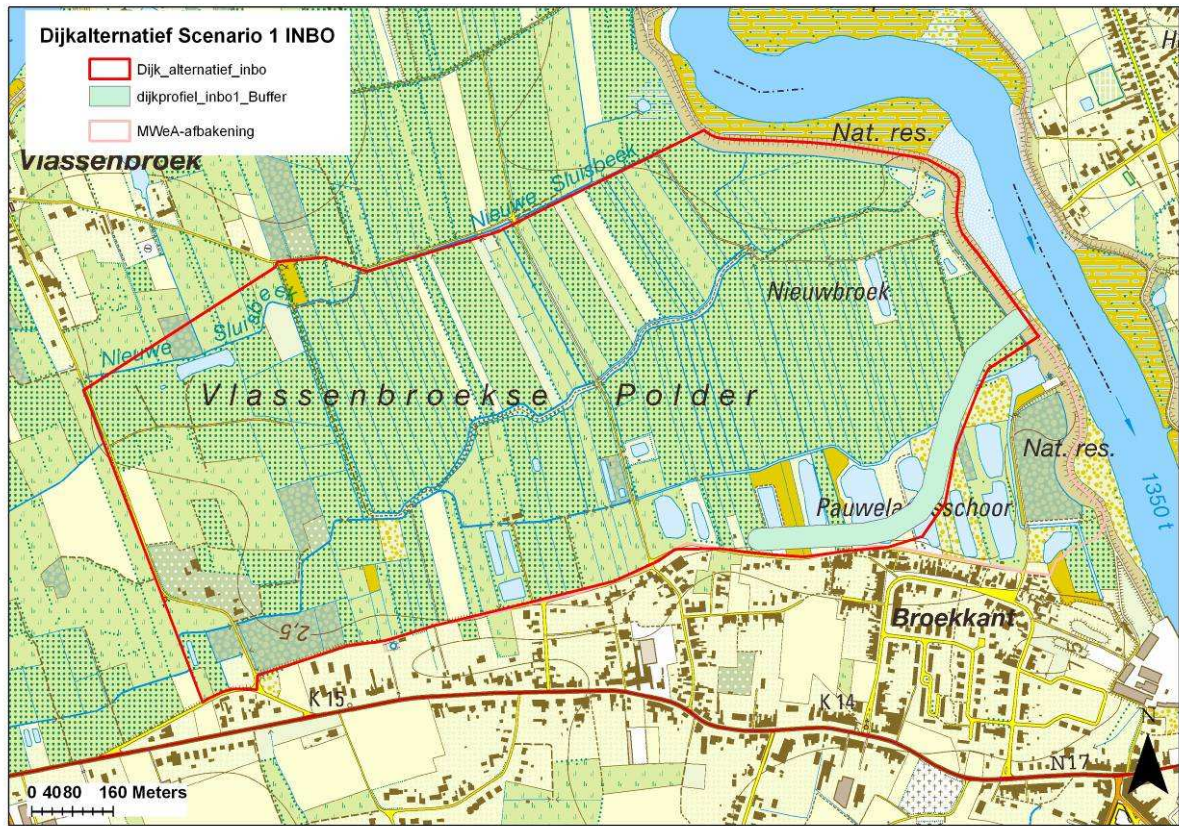 Dijkalternatief Scenario 1 INBO
Dijk_alternatief_inbo
dijkprofiel_inbo1_Buffer
MWeA-afbakening
Vlassenbroek
Nat. res.
Nieuwe Sluisbeek
Nieuwbroek
Nieuwe Sluisbeek
Vlassenbroekse Polder
Nat. res.
1350 t
Broekkant
2,5
K 15
K 14
N17
N
0 40 80 160 Meters